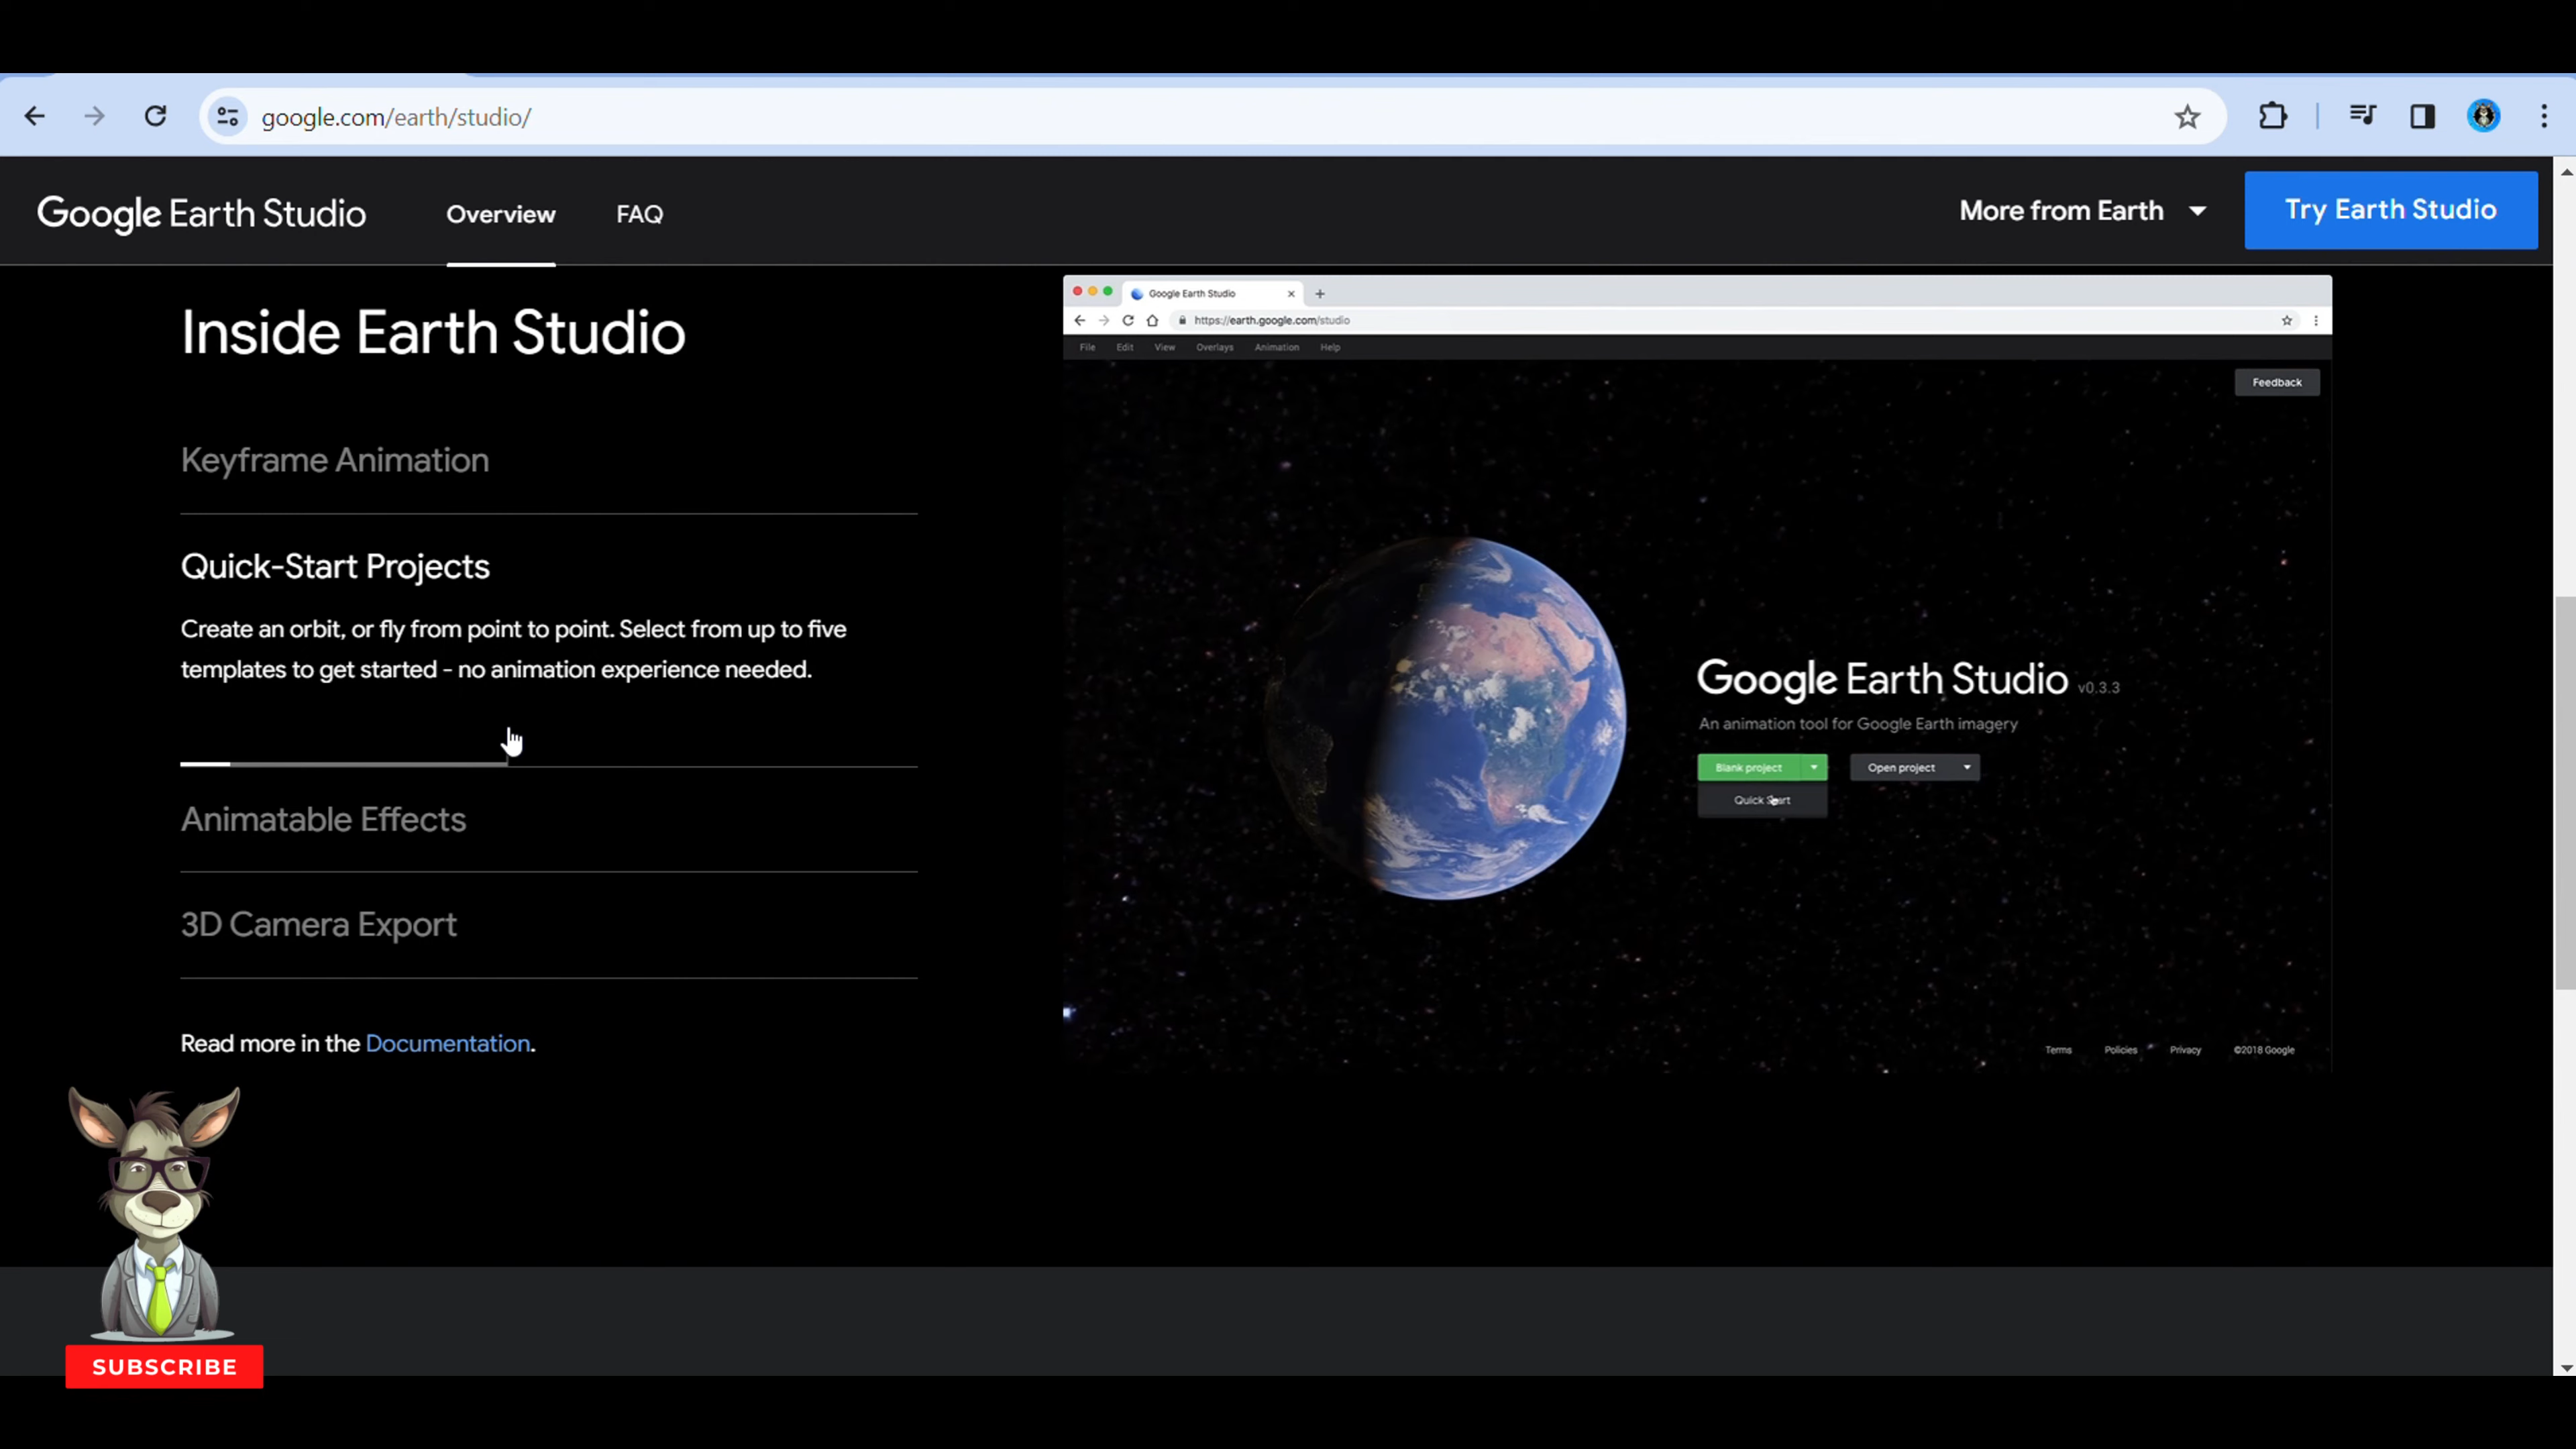 google.com/earth/studio/
Google Earth Studio
Overview
FAQ
More from Earth
Try Earth Studio
Inside Earth Studio
Keyframe Animation
Quick-Start Projects
Create an orbit, or fly from point to point. Select from up to five
templates to get started - no animation experience needed.
Animatable Effects
3D Camera Export
Read more in the Documentation.
Google Earth Studio
https://earth.google.com/studio
File Edit View Overlays Animation Help
Feedback
Google Earth Studio v0.3.3
An animation tool for Google Earth imagery
Blank project
Open project
Quick Start
Terms Policies Privacy ©2018 Google
SUBSCRIBE